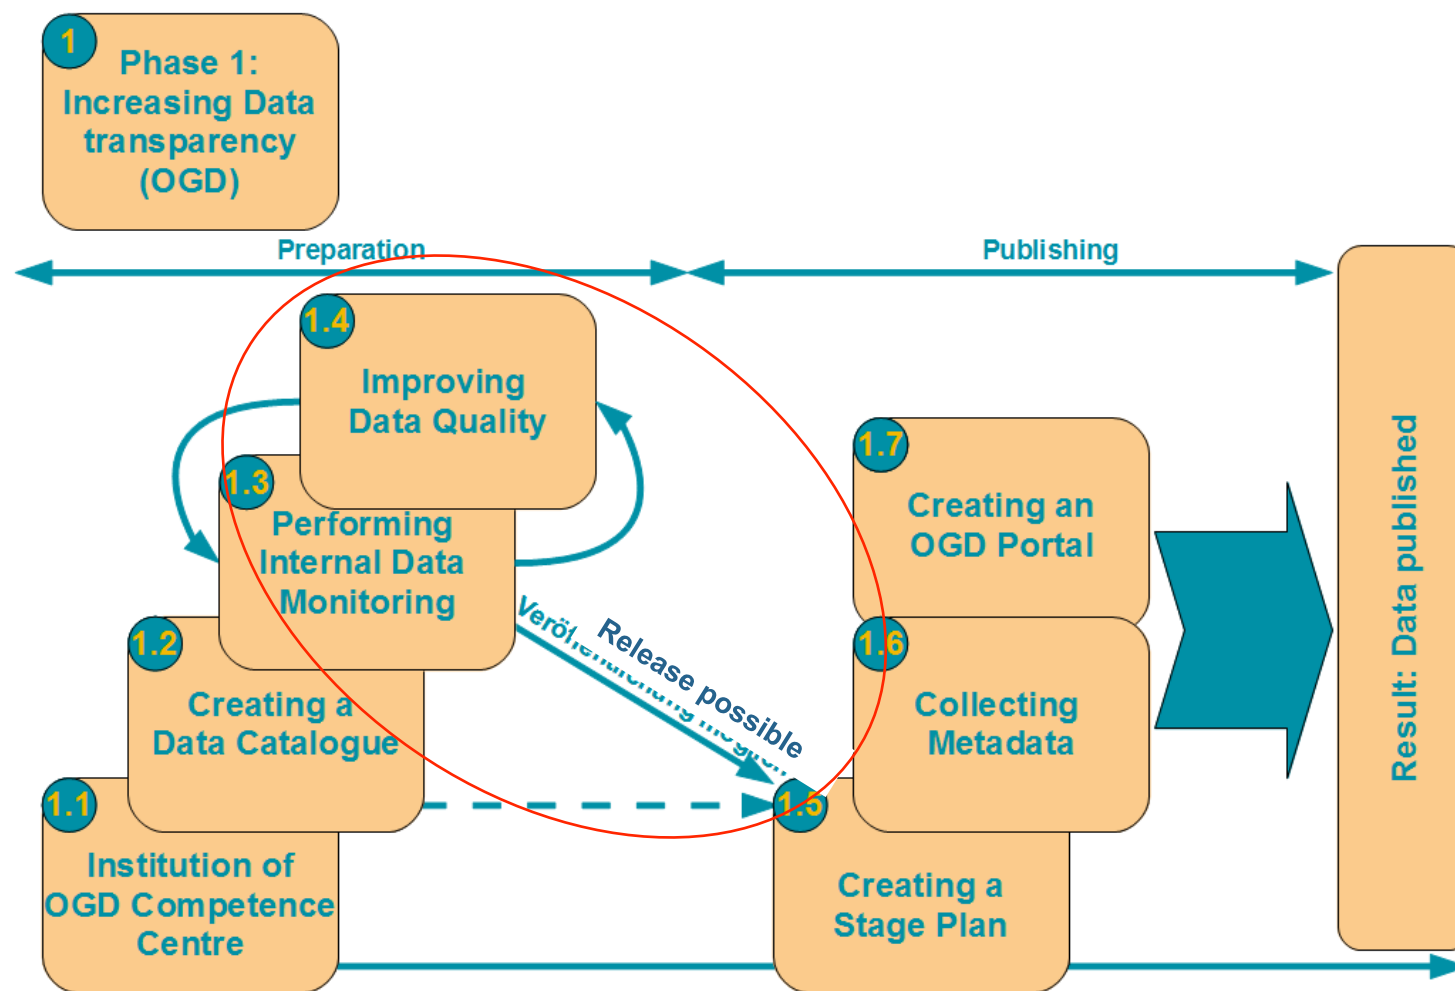 1
Phase 1:
Increasing Data
transparency
(OGD)
Preparation
Publishing
1.4
Improving
Data Quality
1.3
Performing
Internal Data
Monitoring
1.2
Creating a
Data Catalogue
1.1
Institution of
OGD Competence
Centre
Release possible
1.7
Creating an
OGD Portal
1.6
Collecting
Metadata
1.5
Creating a
Stage Plan
Result: Data published